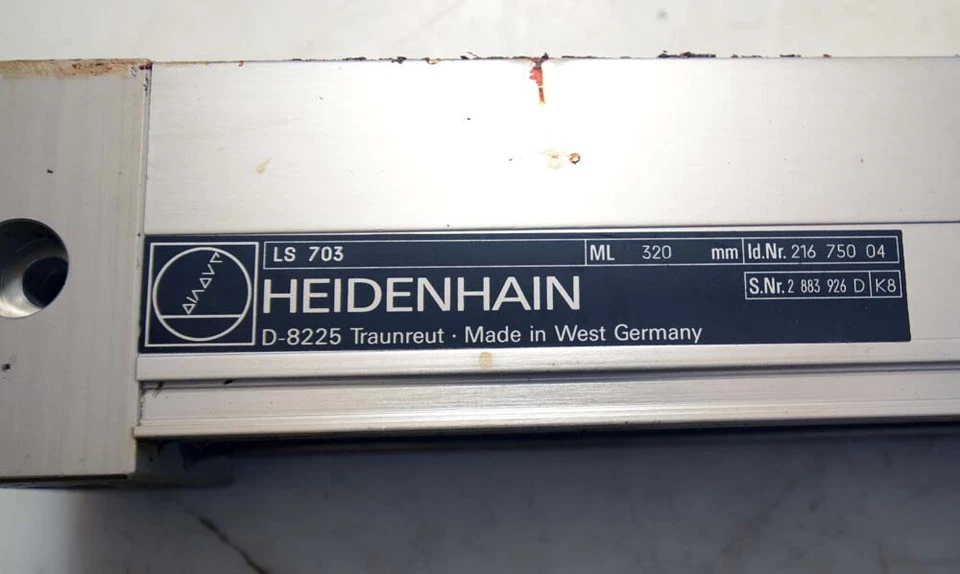 LS 703 ML 320 mm Id.Nr. 216 750 04
HEIDENHAIN S.Nr. 2 883 926 D K8
D-8225 Traunreut · Made in West Germany